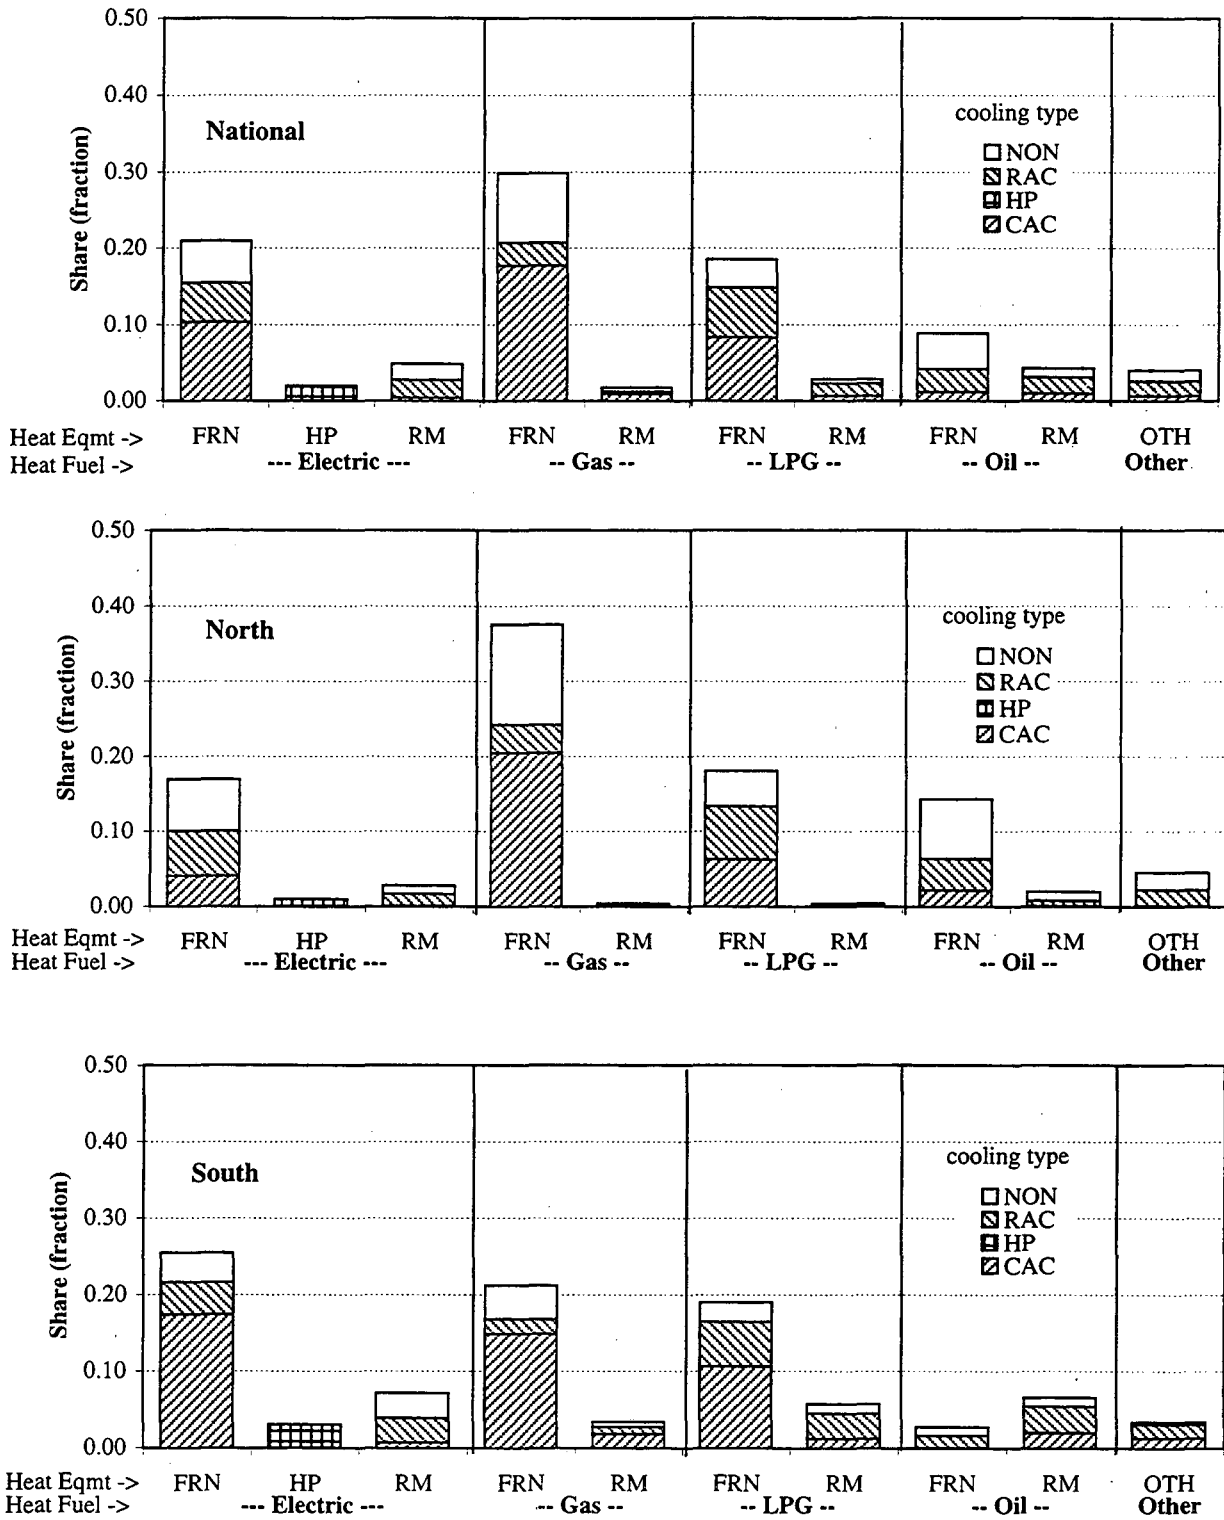 0.50
0.40
0.30
0.20
0.10
0.00
Share (fraction)
National
cooling type
NON
RAC
HP
CAC
Heat Eqmt -> FRN HP RM FRN RM FRN RM FRN RM OTH
Heat Fuel -> --- Electric --- -- Gas -- -- LPG -- -- Oil -- Other
0.50
0.40
0.30
0.20
0.10
0.00
Share (fraction)
North
cooling type
NON
RAC
HP
CAC
Heat Eqmt -> FRN HP RM FRN RM FRN RM FRN RM OTH
Heat Fuel -> --- Electric --- -- Gas -- -- LPG -- -- Oil -- Other
0.50
0.40
0.30
0.20
0.10
0.00
Share (fraction)
South
cooling type
NON
RAC
HP
CAC
Heat Eqmt -> FRN HP RM FRN RM FRN RM FRN RM OTH
Heat Fuel -> --- Electric --- -- Gas -- -- LPG -- -- Oil -- Other